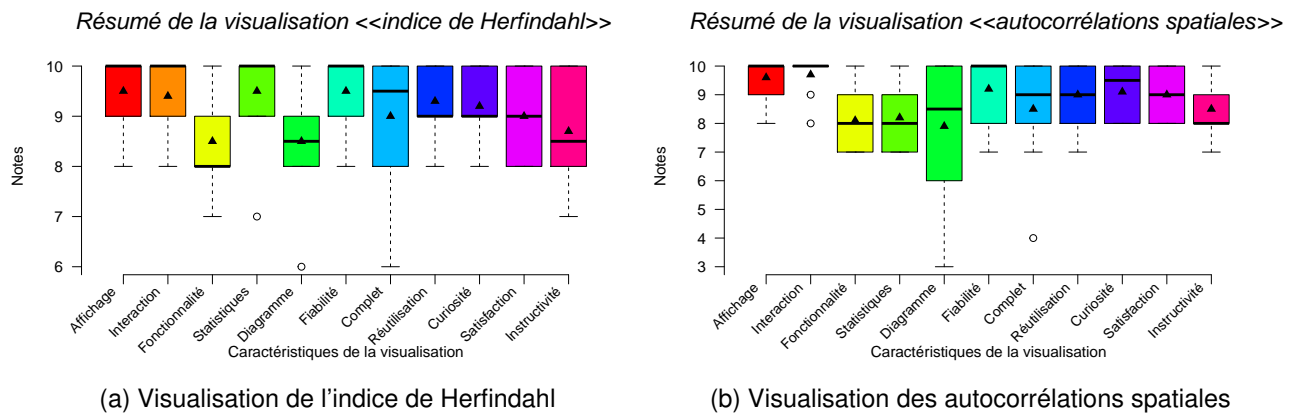 Résumé de la visualisation <<indice de Herfindahl>>
10
9
8
7
6
Notes
Affichage
Interaction
Fonctionnalité
Statistiques
Diagramme
Fiabilité
Complet
Réutilisation
Curiosité
Satisfaction
Instructivité
Caractéristiques de la visualisation
(a) Visualisation de l'indice de Herfindahl
Résumé de la visualisation <<autocorrélations spatiales>>
10
9
8
7
6
5
4
3
Notes
Affichage
Interaction
Fonctionnalité
Statistiques
Diagramme
Fiabilité
Complet
Réutilisation
Curiosité
Satisfaction
Instructivité
Caractéristiques de la visualisation
(b) Visualisation des autocorrélations spatiales